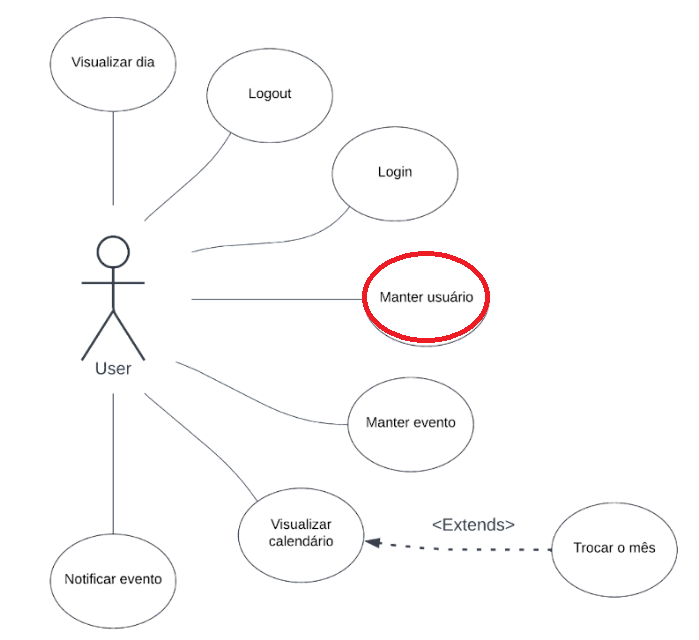 Visualizar dia
Logout
Login
Manter usuário
User
Manter evento
Visualizar
calendário
<Extends>
Trocar o mês
Notificar evento